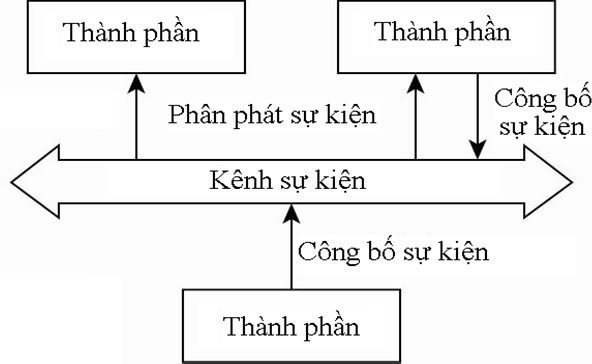 Thành phần
Thành phần
Phân phát sự kiện
Công bố
sự kiện
Kênh sự kiện
Công bố sự kiện
Thành phần